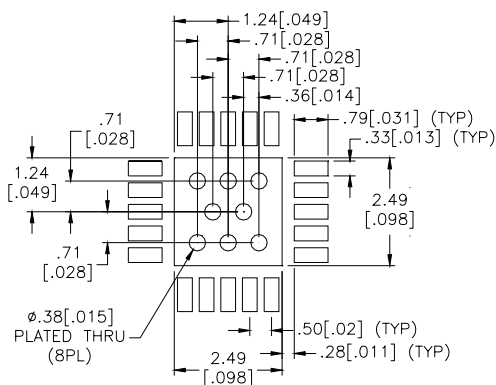 1.24[.049]
.71[.028]
.71[.028]
.71[.028]
.36[.014]
.79[.031] (TYP)
.33[.013] (TYP)
.71
[.028]
1.24
[.049]
2.49
[.098]
.71
[.028]
ø.38[.015]
PLATED THRU
(8PL)
.50[.02] (TYP)
.28[.011] (TYP)
2.49
[.098]